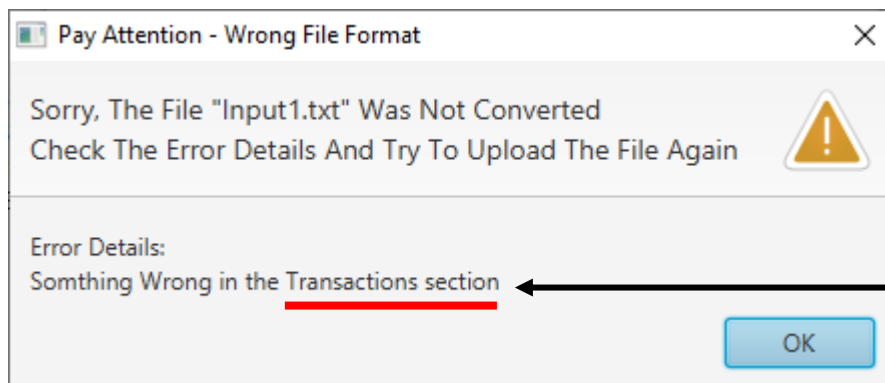 Pay Attention - Wrong File Format
Sorry, The File "Input1.txt" Was Not Converted
Check The Error Details And Try To Upload The File Again
Error Details:
Somthing Wrong in the Transactions section
OK